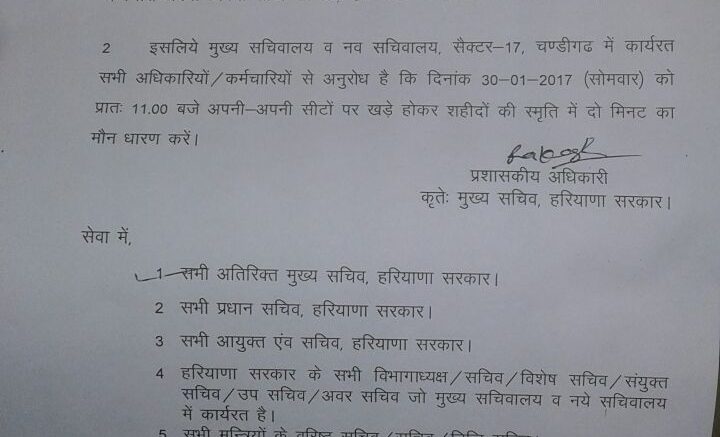 2 इसलिये मुख्य सचिवालय व नव सचिवालय, सैक्टर–17, चण्डीगढ में कार्यरत
सभी अधिकारियों/कर्मचारियों से अनुरोध है कि दिनांक 30–01–2017 (सोमवार) को
प्रातः 11.00 बजे अपनी–अपनी सीटों पर खड़े होकर शहीदों की स्मृति में दो मिनट का
मौन धारण करें।
प्रशासकीय अधिकारी
कृतेः मुख्य सचिव, हरियाणा सरकार।
सेवा में,
1 सभी अतिरिक्त मुख्य सचिव, हरियाणा सरकार।
2 सभी प्रधान सचिव, हरियाणा सरकार।
3 सभी आयुक्त एंव सचिव, हरियाणा सरकार।
4 हरियाणा सरकार के सभी विभागाध्यक्ष/सचिव/विशेष सचिव/संयुक्त
सचिव/उप सचिव/अवर सचिव जो मुख्य सचिवालय व नये सचिवालय
में कार्यरत है।
5 सभी मन्त्रियों के वरिष्ठ सचिव/सचिव/निजि सचिव